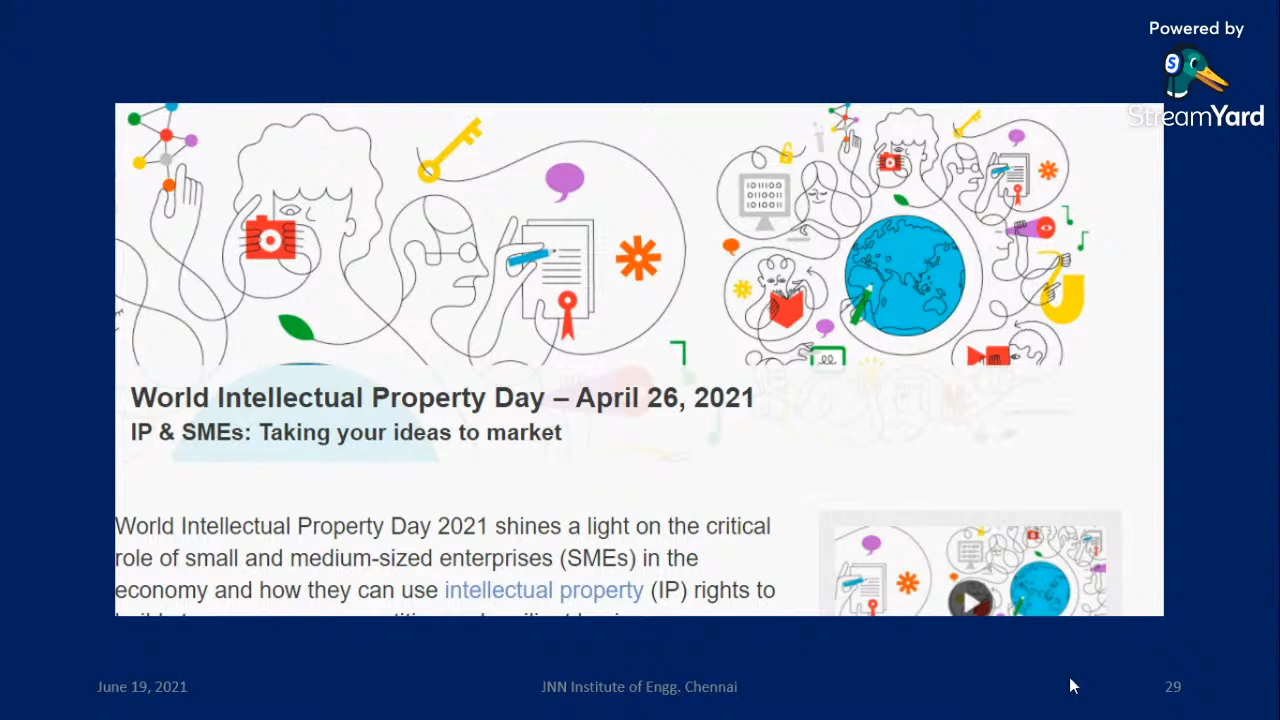 Powered by
StreamYard
S
101100
010011
101001
World Intellectual Property Day – April 26, 2021
IP & SMEs: Taking your ideas to market
World Intellectual Property Day 2021 shines a light on the critical
role of small and medium-sized enterprises (SMEs) in the
economy and how they can use intellectual property (IP) rights to
June 19, 2021
JNN Institute of Engg. Chennai
29